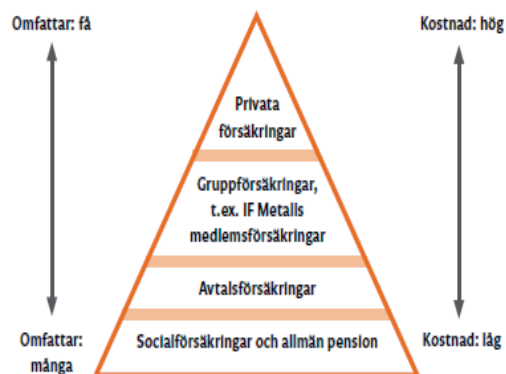 Omfattar: få
Kostnad: hög
Privata
försäkringar
Gruppförsäkringar,
t.ex. IF Metalls
medlemsförsäkringar
Avtalsförsäkringar
Omfattar:
många
Socialförsäkringar och allmän pension
Kostnad: låg